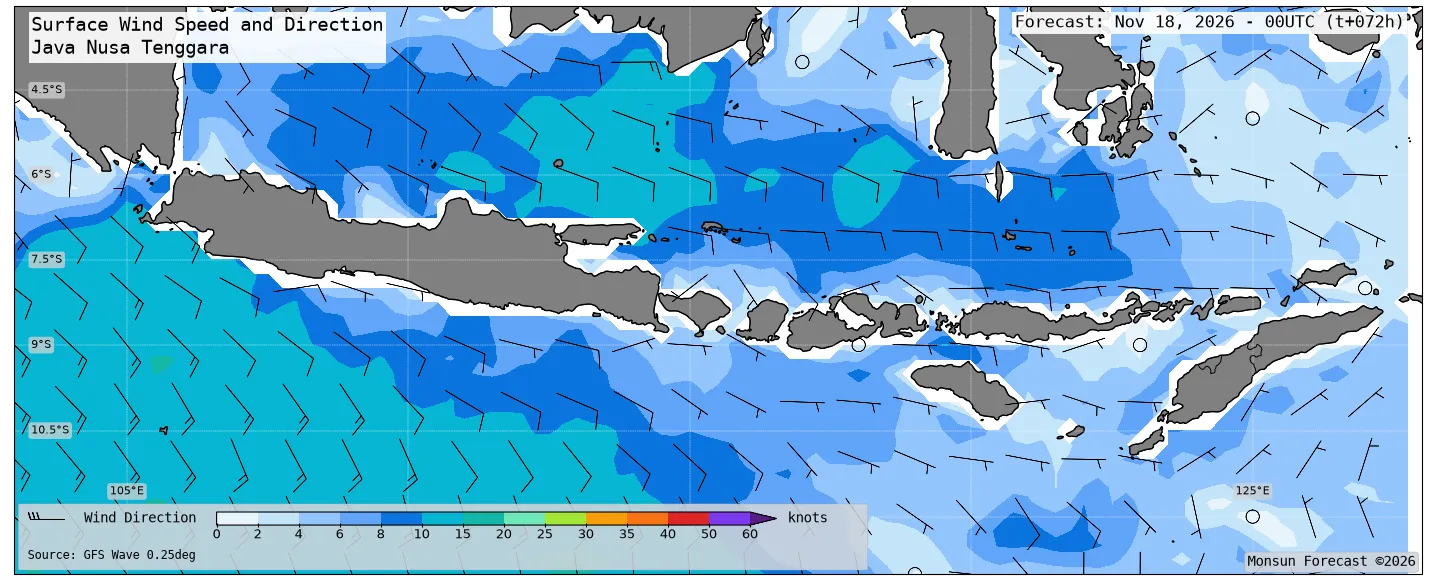 Surface Wind Speed and Direction
Java Nusa Tenggara
Forecast: Nov 18, 2026 - 00UTC (t+072h)
4.5°S
6°S
7.5°S
9°S
10.5°S
105°E
125°E
Wind Direction
knots
0 2 4 6 8 10 15 20 25 30 35 40 50 60
Source: GFS Wave 0.25deg
Monsun Forecast ©2026